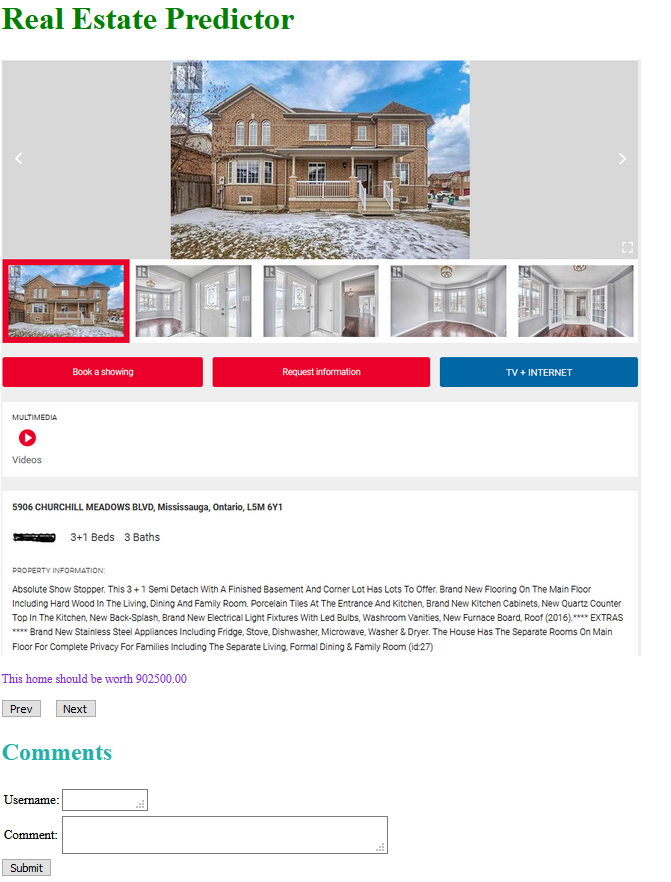 Real Estate Predictor
Book a showing
Request information
TV + INTERNET
MULTIMEDIA
Videos
5906 CHURCHILL MEADOWS BLVD, Mississauga, Ontario, L5M 6Y1
3+1 Beds 3 Baths
PROPERTY INFORMATION:
Absolute Show Stopper. This 3 + 1 Semi Detach With A Finished Basement And Corner Lot Has Lots To Offer. Brand New Flooring On The Main Floor
Including Hard Wood In The Living, Dining And Family Room. Porcelain Tiles At The Entrance And Kitchen, Brand New Kitchen Cabinets, New Quartz Counter
Top In The Kitchen, New Back-Splash, Brand New Electrical Light Fixtures With Led Bulbs, Washroom Vanities, New Furnace Board, Roof (2016).**** EXTRAS
**** Brand New Stainless Steel Appliances Including Fridge, Stove, Dishwasher, Microwave, Washer & Dryer. The House Has The Separate Rooms On Main
Floor For Complete Privacy For Families Including The Separate Living, Formal Dining & Family Room (id:27)
This home should be worth 902500.00
Prev Next
Comments
Username:
Comment:
Submit